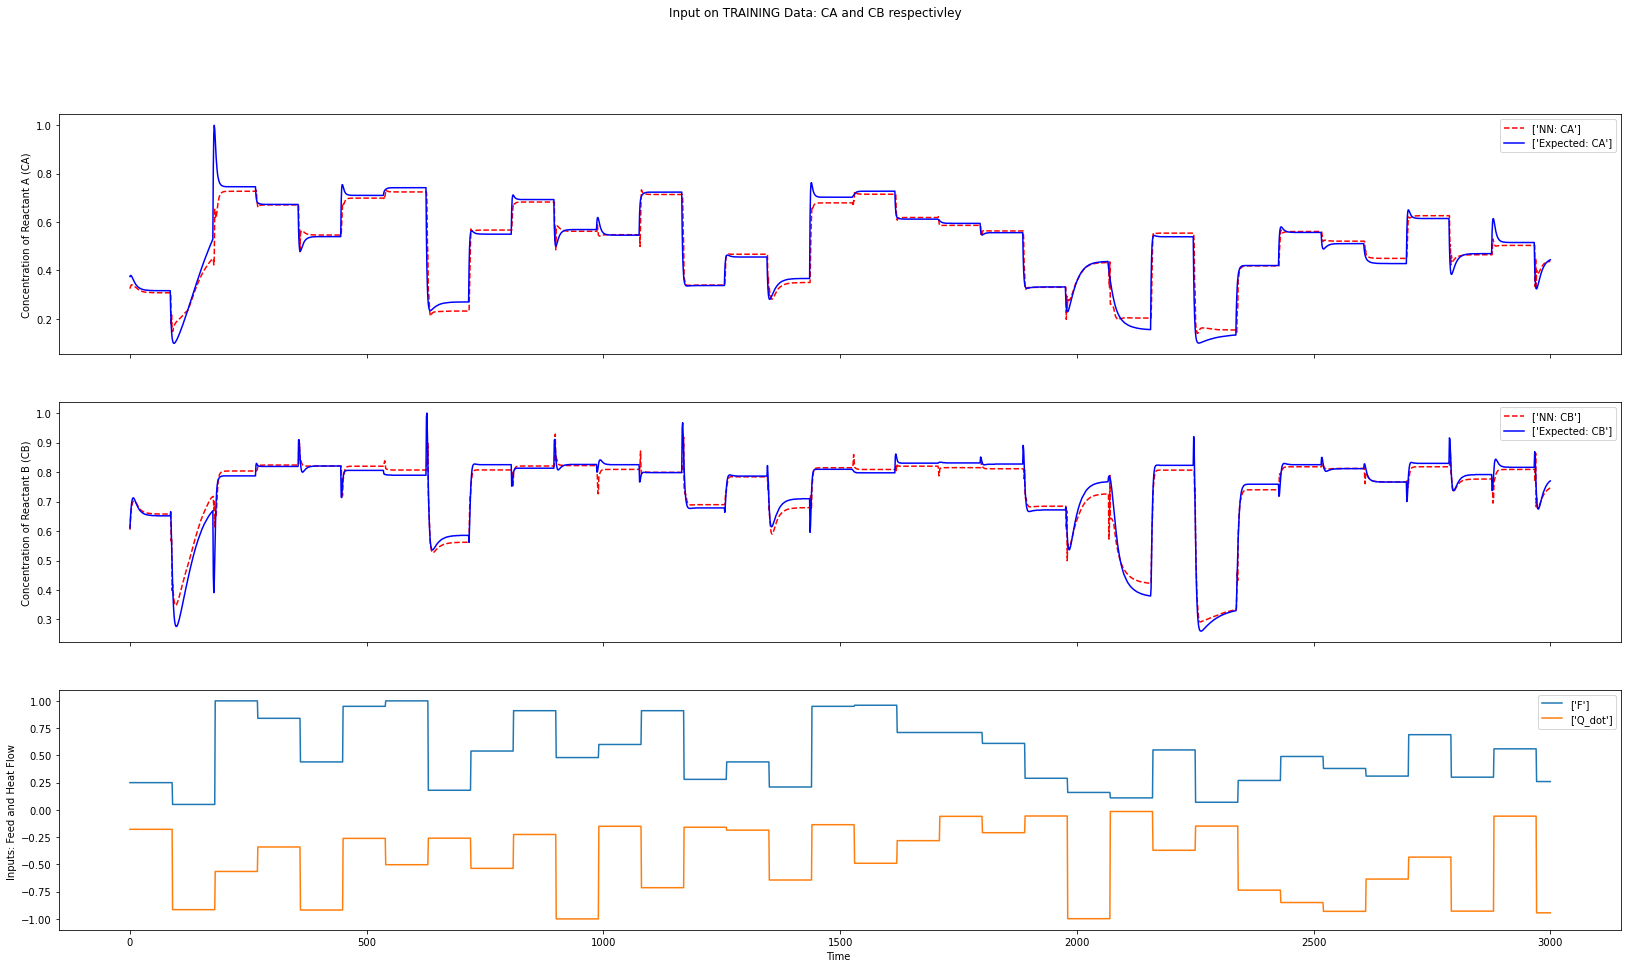 Input on TRAINING Data: CA and CB respectivley
Concentration of Reactant A (CA)
1.0
0.8
0.6
0.4
0.2
['NN: CA']
['Expected: CA']
Concentration of Reactant B (CB)
1.0
0.9
0.8
0.7
0.6
0.5
0.4
0.3
['NN: CB']
['Expected: CB']
Inputs: Feed and Heat Flow
1.00
0.75
0.50
0.25
0.00
−0.25
−0.50
−0.75
−1.00
['F']
['Q_dot']
0 500 1000 1500 2000 2500 3000
Time